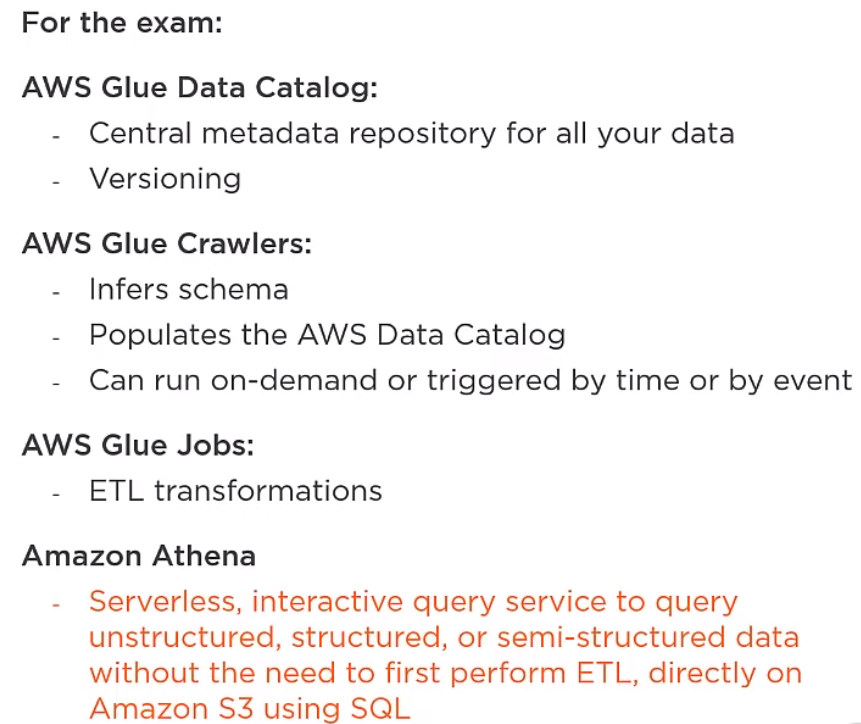 For the exam:
AWS Glue Data Catalog:
- Central metadata repository for all your data
- Versioning
AWS Glue Crawlers:
- Infers schema
- Populates the AWS Data Catalog
- Can run on-demand or triggered by time or by event
AWS Glue Jobs:
- ETL transformations
Amazon Athena
- Serverless, interactive query service to query
unstructured, structured, or semi-structured data
without the need to first perform ETL, directly on
Amazon S3 using SQL